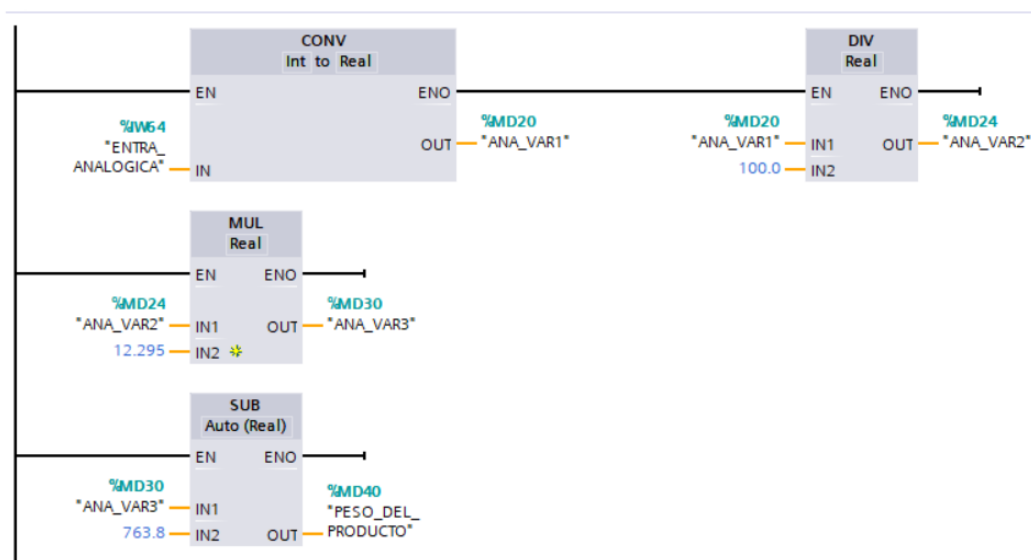 CONV
Int to Real
EN
ENO
%IW64
"ENTRA_
ANALOGICA"
IN
%MD20
OUT
"ANA_VAR1"
DIV
Real
EN
ENO
%MD20
"ANA_VAR1"
IN1
100.0
IN2
%MD24
OUT
"ANA_VAR2"
MUL
Real
EN
ENO
%MD24
"ANA_VAR2"
IN1
12.295
IN2
%MD30
OUT
"ANA_VAR3"
SUB
Auto (Real)
EN
ENO
%MD30
"ANA_VAR3"
IN1
763.8
IN2
%MD40
"PESO_DEL_
PRODUCTO"
OUT